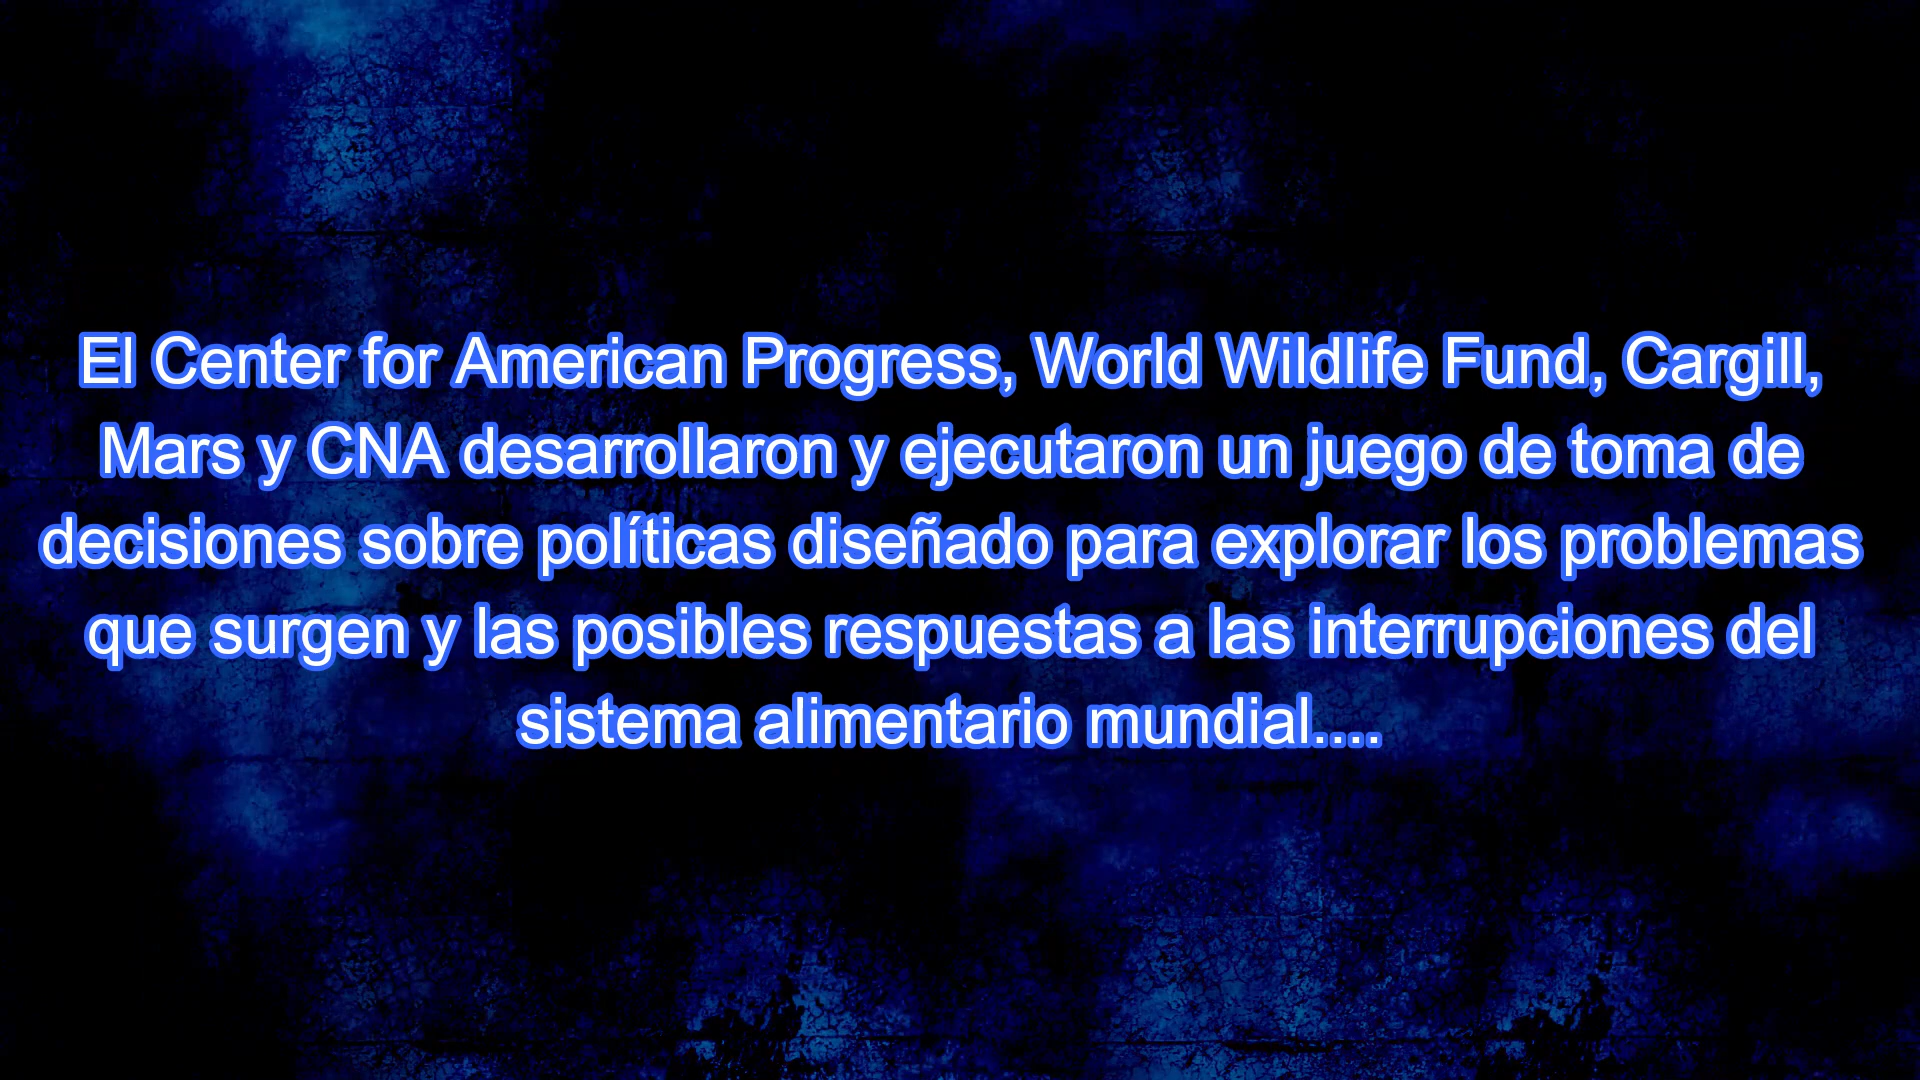 El Center for American Progress, World Wildlife Fund, Cargill,
Mars y CNA desarrollaron y ejecutaron un juego de toma de
decisiones sobre políticas diseñado para explorar los problemas
que surgen y las posibles respuestas a las interrupciones del
sistema alimentario mundial....